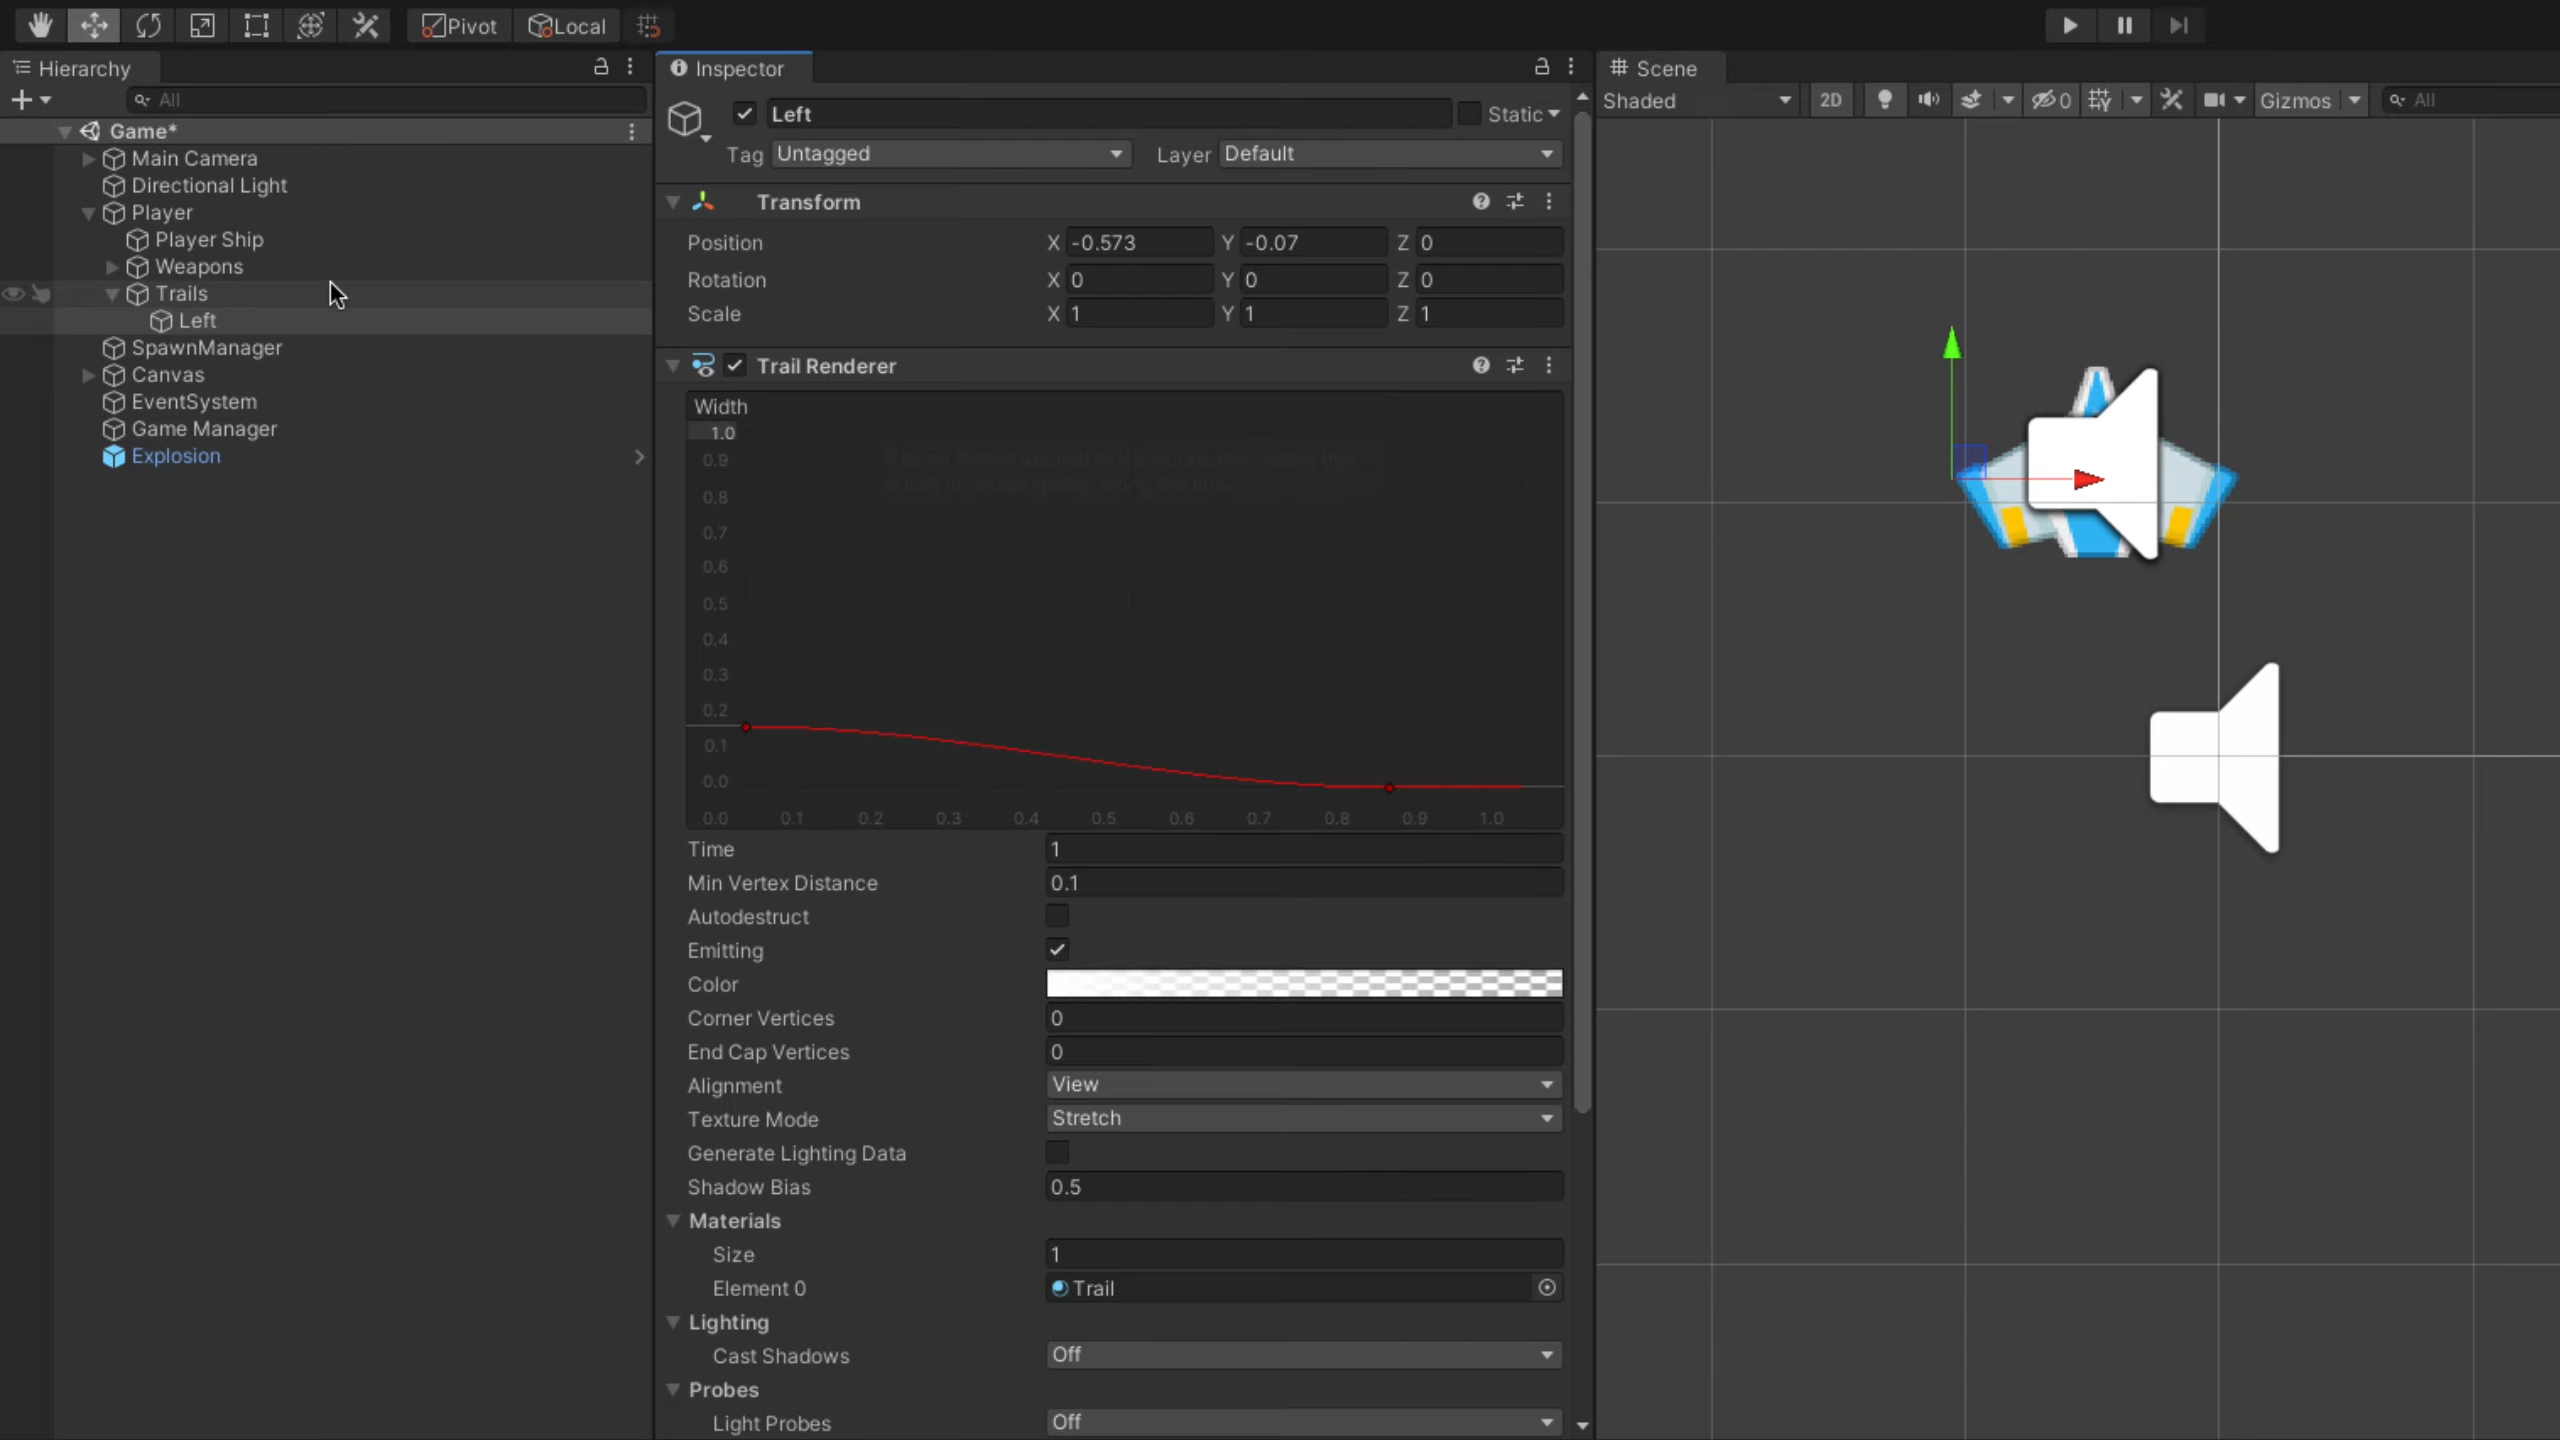 Pivot Local
Hierarchy
All
Game*
Main Camera
Directional Light
Player
Player Ship
Weapons
Trails
Left
SpawnManager
Canvas
EventSystem
Game Manager
Explosion
Inspector
Left Static
Tag Untagged Layer Default
Transform
Position X -0.573 Y -0.07 Z 0
Rotation X 0 Y 0 Z 0
Scale X 1 Y 1 Z 1
Trail Renderer
Width
1.0
0.9
0.8
0.7
0.6
0.5
0.4
0.3
0.2
0.1
0.0
0.0 0.1 0.2 0.3 0.4 0.5 0.6 0.7 0.8 0.9 1.0
Time 1
Min Vertex Distance 0.1
Autodestruct
Emitting
Color
Corner Vertices 0
End Cap Vertices 0
Alignment View
Texture Mode Stretch
Generate Lighting Data
Shadow Bias 0.5
Materials
Size 1
Element 0 Trail
Lighting
Cast Shadows Off
Probes
Light Probes Off
Scene
Shaded 2D 0 Gizmos All